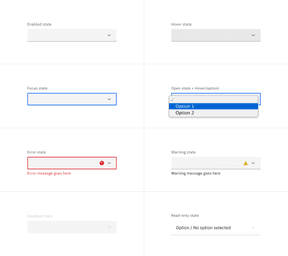 Enabled state
Hover state
Focus state
Open state + Hover(option)
Option 1
Option 2
Error state
Error message goes here
Warning state
Warning message goes here
Disabled state
Read-only state
Option / No option selected